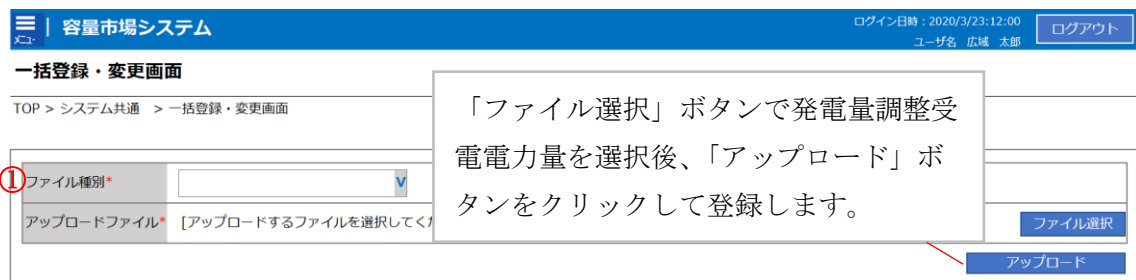 メニュー
容量市場システム
ログイン日時：2020/3/23:12:00
ユーザ名 広域 太郎
ログアウト
一括登録・変更画面
TOP > システム共通 > 一括登録・変更画面
「ファイル選択」ボタンで発電量調整受
電電力量を選択後、「アップロード」ボ
タンをクリックして登録します。
①
ファイル種別*
V
アップロードファイル* [アップロードするファイルを選択してくだ
ファイル選択
アップロード